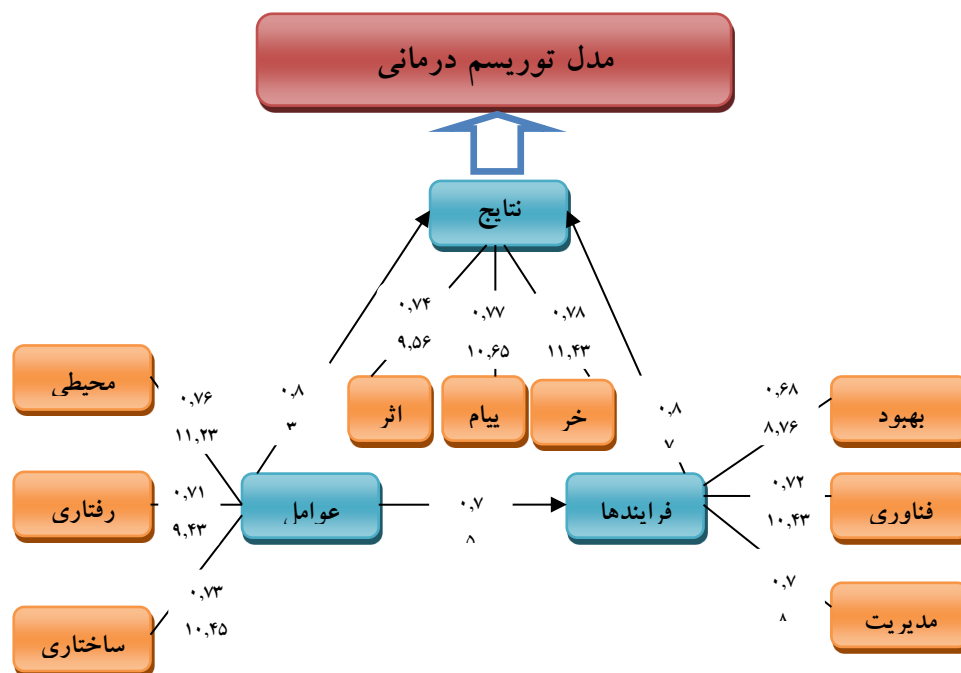 مدل توریسم درمانی
نتایج
۰,۷۴
۹,۵۶
۰,۷۷
۱۰,۶۵
۰,۷۸
۱۱,۴۳
محیطی
رفتاری
ساختاری
۰,۷۶
۱۱,۲۳
۰,۷۱
۹,۴۳
۰,۷۳
۱۰,۴۵
۰,۸
۳
اثر
پیام
خر
۰,۸
۷
عوامل
۰,۷
فرایندها
۰,۶۸
۸,۷۶
۰,۷۲
۱۰,۴۳
۰,۷
۸
بهبود
فناوری
مدیریت